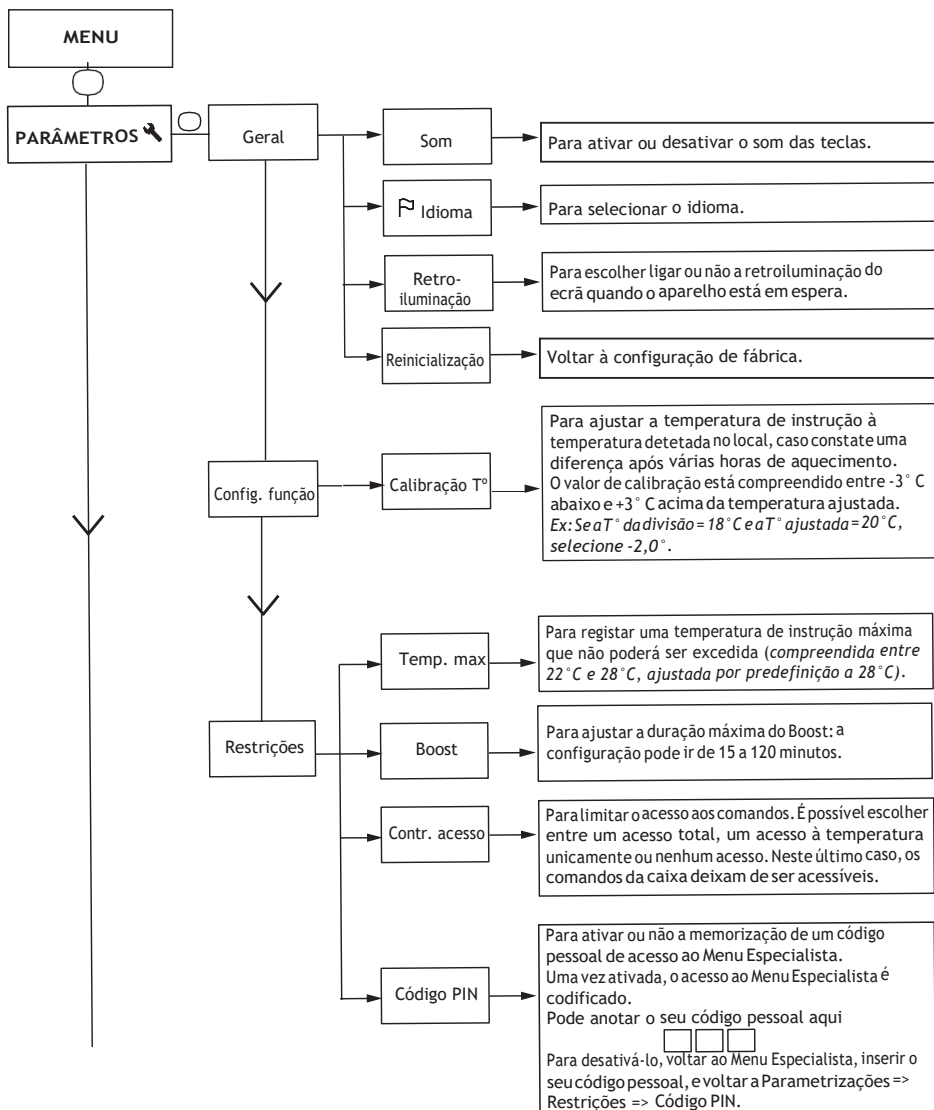 MENU
PARÂMETROS
Geral
Som
Para ativar ou desativar o som das teclas.
Idioma
Para selecionar o idioma.
Retro-
iluminação
Para escolher ligar ou não a retroiluminação do
ecrã quando o aparelho está em espera.
Reinicialização
Voltar à configuração de fábrica.
Config. função
Calibração Tº
Para ajustar a temperatura de instrução à
temperatura detetada no local, caso constate uma
diferença após várias horas de aquecimento.
O valor de calibração está compreendido entre -3° C
abaixo e +3° C acima da temperatura ajustada.
Ex: Se a T° da divisão = 18°C e a T° ajustada = 20°C,
selecione -2,0°.
Restrições
Temp. max
Para registar uma temperatura de instrução máxima
que não poderá ser excedida (compreendida entre
22°C e 28°C, ajustada por predefinição a 28°C).
Boost
Para ajustar a duração máxima do Boost: a
configuração pode ir de 15 a 120 minutos.
Contr. acesso
Para limitar o acesso aos comandos. É possível escolher
entre um acesso total, um acesso à temperatura
unicamente ou nenhum acesso. Neste último caso, os
comandos da caixa deixam de ser acessíveis.
Código PIN
Para ativar ou não a memorização de um código
pessoal de acesso ao Menu Especialista.
Uma vez ativada, o acesso ao Menu Especialista é
codificado.
Pode anotar o seu código pessoal aqui
Para desativá-lo, voltar ao Menu Especialista, inserir o
seu código pessoal, e voltar a Parametrizações =>
Restrições => Código PIN.